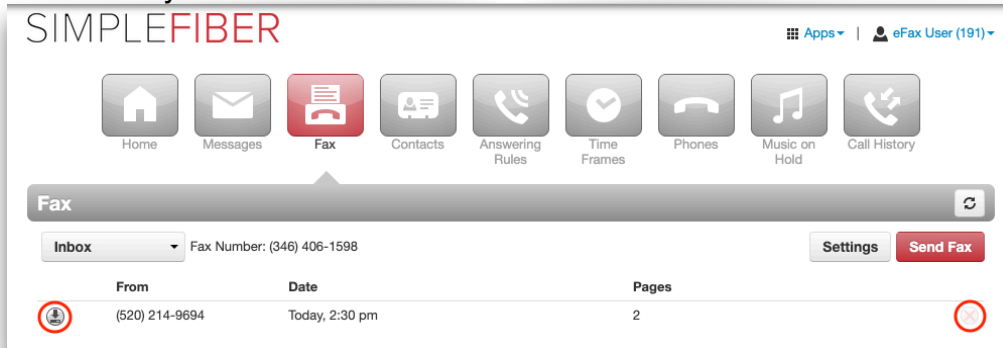 SIMPLEFIBER
Apps | eFax User (191)
Home Messages Fax Contacts Answering Rules Time Frames Phones Music on Hold Call History
Fax
Inbox Fax Number: (346) 406-1598 Settings Send Fax
From Date Pages
(520) 214-9694 Today, 2:30 pm 2